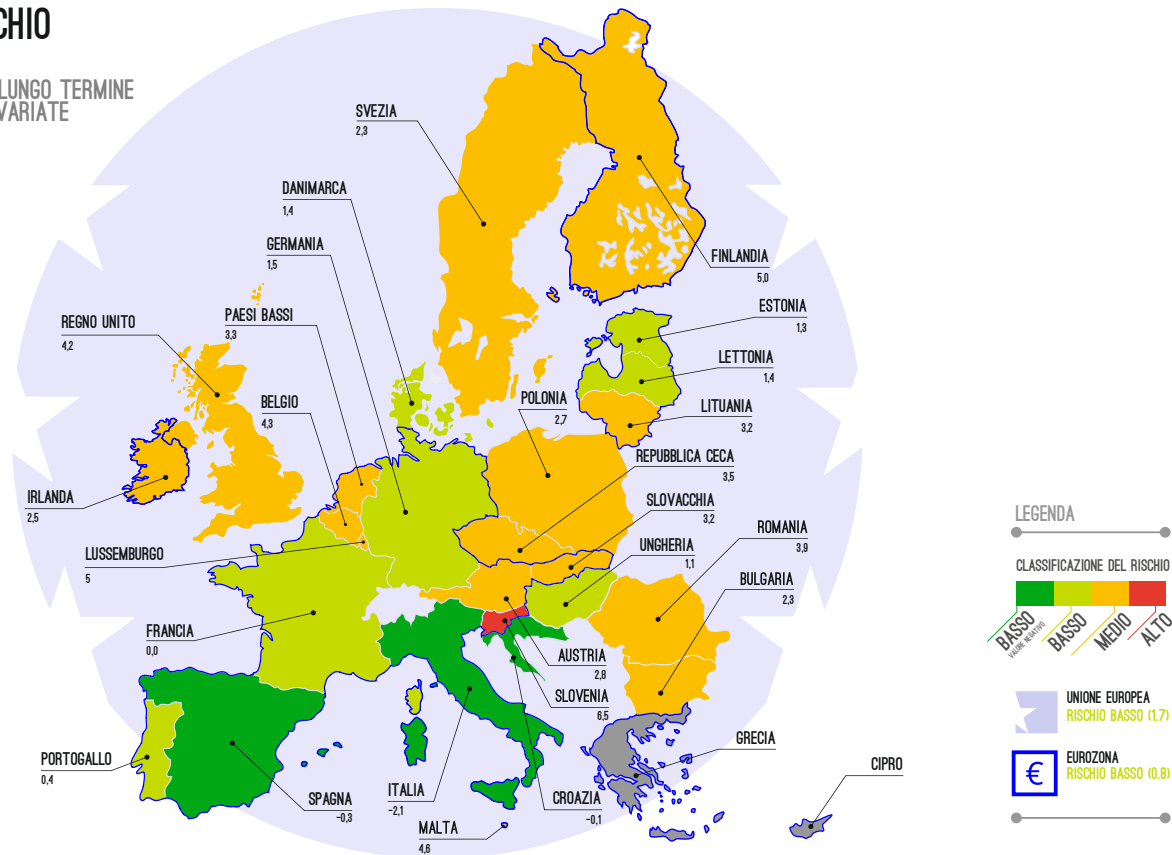 CHIO
LUNGO TERMINE
VARIATE
SVEZIA
2,3
DANIMARCA
1,4
GERMANIA
1,5
FINLANDIA
5,0
ESTONIA
1,3
PAESI BASSI
3,3
REGNO UNITO
4,2
LETTONIA
1,4
BELGIO
4,3
POLONIA
2,7
LITUANIA
3,2
REPUBBLICA CECA
3,5
IRLANDA
2,5
SLOVACCHIA
3,2
ROMANIA
3,9
LUSSEMBURGO
5
UNGHERIA
1,1
BULGARIA
2,3
FRANCIA
0,0
AUSTRIA
2,8
SLOVENIA
6,5
GRECIA
PORTOGALLO
0,4
CIPRO
SPAGNA
-0,3
ITALIA
-2,1
CROAZIA
-0,1
MALTA
4,6
LEGENDA
CLASSIFICAZIONE DEL RISCHIO
BASSO
VALORE NEGATIVO
BASSO
MEDIO
ALTO
UNIONE EUROPEA
RISCHIO BASSO (1.7)
€
EUROZONA
RISCHIO BASSO (0.8)